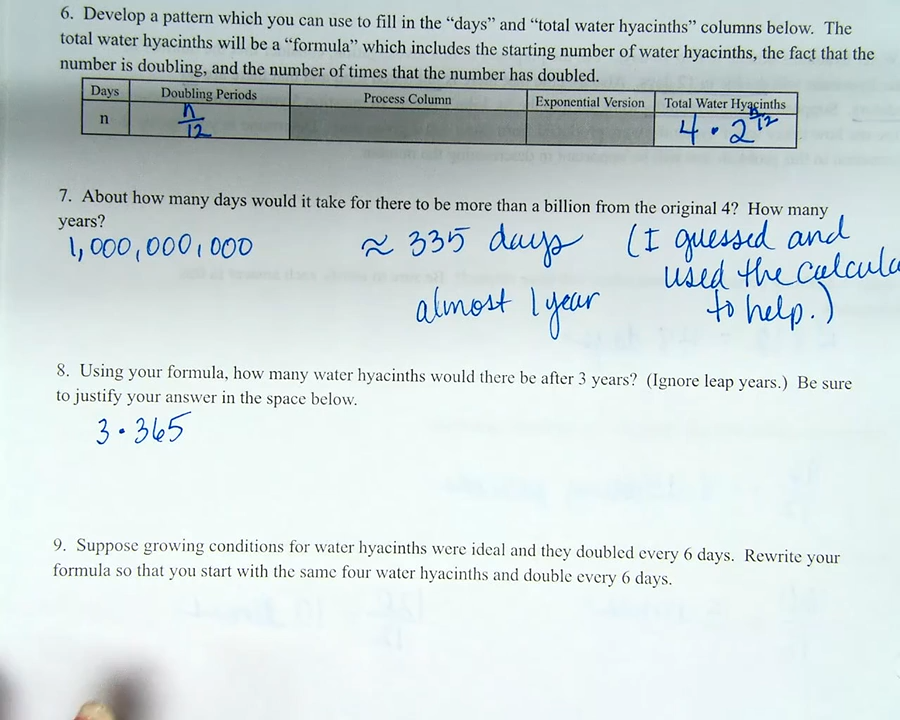 6. Develop a pattern which you can use to fill in the “days” and “total water hyacinths” columns below. The
total water hyacinths will be a “formula” which includes the starting number of water hyacinths, the fact that the
number is doubling, and the number of times that the number has doubled.
Days Doubling Periods Process Column Exponential Version Total Water Hyacinths
n n/12 4 · 2^n/12
7. About how many days would it take for there to be more than a billion from the original 4? How many
years?
1,000,000,000 ≈ 335 days (I guessed and
used the calcula
almost 1 year to help.)
8. Using your formula, how many water hyacinths would there be after 3 years? (Ignore leap years.) Be sure
to justify your answer in the space below.
3 · 365
9. Suppose growing conditions for water hyacinths were ideal and they doubled every 6 days. Rewrite your
formula so that you start with the same four water hyacinths and double every 6 days.